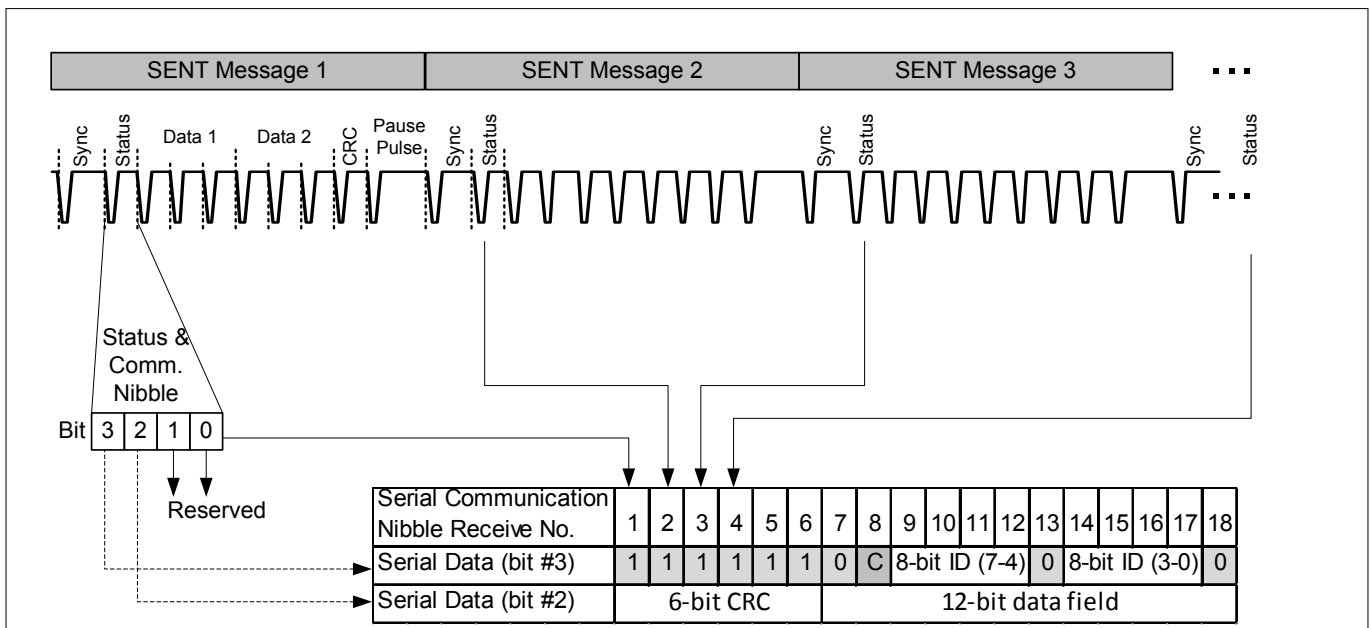 SENT Message 1 SENT Message 2 SENT Message 3 ...
Sync Status Data 1 Data 2 CRC Pause Pulse Sync Status Sync Status Sync Status
...
Status &
Comm.
Nibble
Bit 3 2 1 0
Reserved
Serial Communication
Nibble Receive No. 1 2 3 4 5 6 7 8 9 10 11 12 13 14 15 16 17 18
Serial Data (bit #3) 1 1 1 1 1 1 0 C 8-bit ID (7-4) 0 8-bit ID (3-0) 0
Serial Data (bit #2) 6-bit CRC 12-bit data field